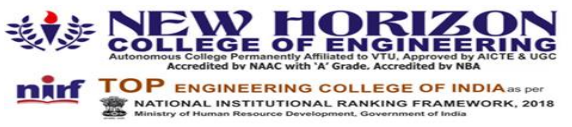 NEW HORIZON
COLLEGE OF ENGINEERING
Autonomous College Permanently Affiliated to VTU, Approved by AICTE & UGC
Accredited by NAAC with 'A' Grade, Accredited by NBA
nirf TOP ENGINEERING COLLEGE OF INDIA as per
NATIONAL INSTITUTIONAL RANKING FRAMEWORK, 2018
Ministry of Human Resource Development, Government of India